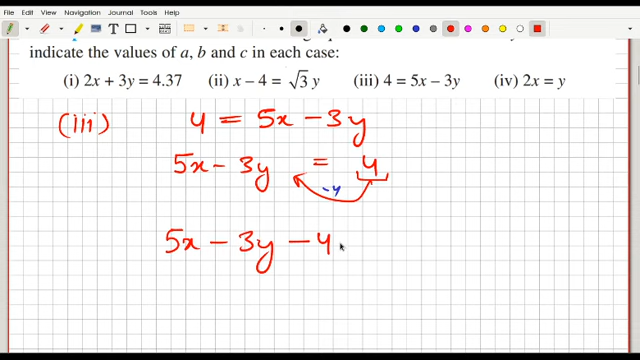 File Edit View Navigation Journal Tools Bookmarks Help
indicate the values of a, b and c in each case:
(i) 2x + 3y = 4.37 (ii) x – 4 = √3 y (iii) 4 = 5x – 3y (iv) 2x = y
(iii) 4 = 5x – 3y
5x – 3y = 4
–4
5x – 3y – 4